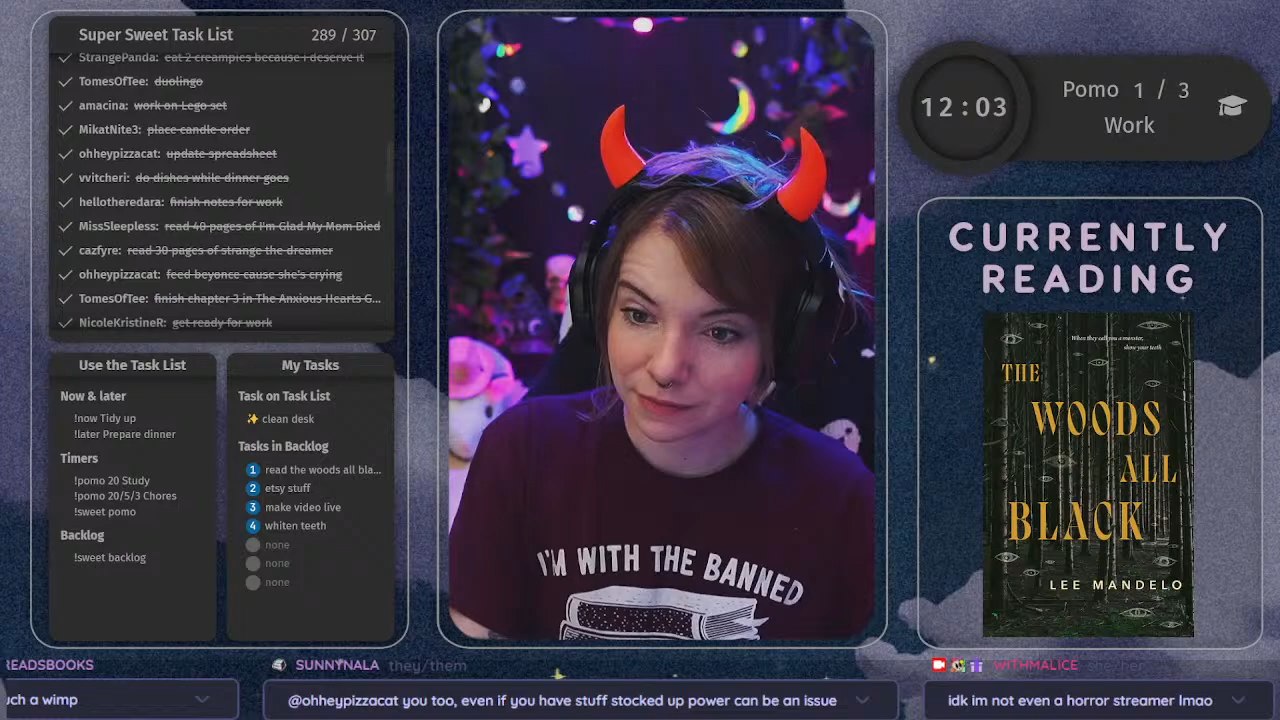 Super Sweet Task List 289 / 307
StrangePanda: eat 2 creampies because i deserve it
TomesOfTee: duolingo
amacina: work on Lego set
MikatNite3: place candle order
ohheypizzacat: update spreadsheet
vvitcheri: do dishes while dinner goes
hellotheredara: finish notes for work
MissSleepless: read 40 pages of I'm Glad My Mom Died
cazfyre: read 30 pages of strange the dreamer
ohheypizzacat: feed beyonce cause she's crying
TomesOfTee: finish chapter 3 in The Anxious Hearts G...
NicoleKristineR: get ready for work
Use the Task List
Now & later
!now Tidy up
!later Prepare dinner
Timers
!pomo 20 Study
!pomo 20/5/3 Chores
!sweet pomo
Backlog
!sweet backlog
My Tasks
Task on Task List
✨ clean desk
Tasks in Backlog
1 read the woods all bla...
2 etsy stuff
3 make video live
4 whiten teeth
none
none
none
I'M WITH THE BANNED
12:03
Pomo 1 / 3
Work
CURRENTLY
READING
When they call you a monster,
show your teeth
THE
WOODS
ALL
BLACK
LEE MANDELO
READSBOOKS
uch a wimp
SUNNYNALA they/them
@ohheypizzacat you too, even if you have stuff stocked up power can be an issue
WITHMALICE she/her
idk im not even a horror streamer lmao